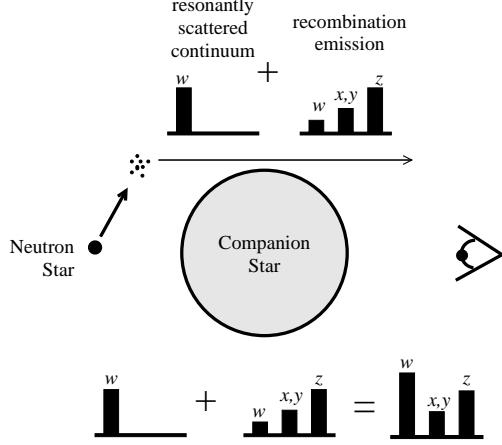 resonantly
scattered
continuum
recombination
emission
w
+
w x,y z
Neutron
Star
Companion
Star
w
+
w x,y z
=
w x,y z